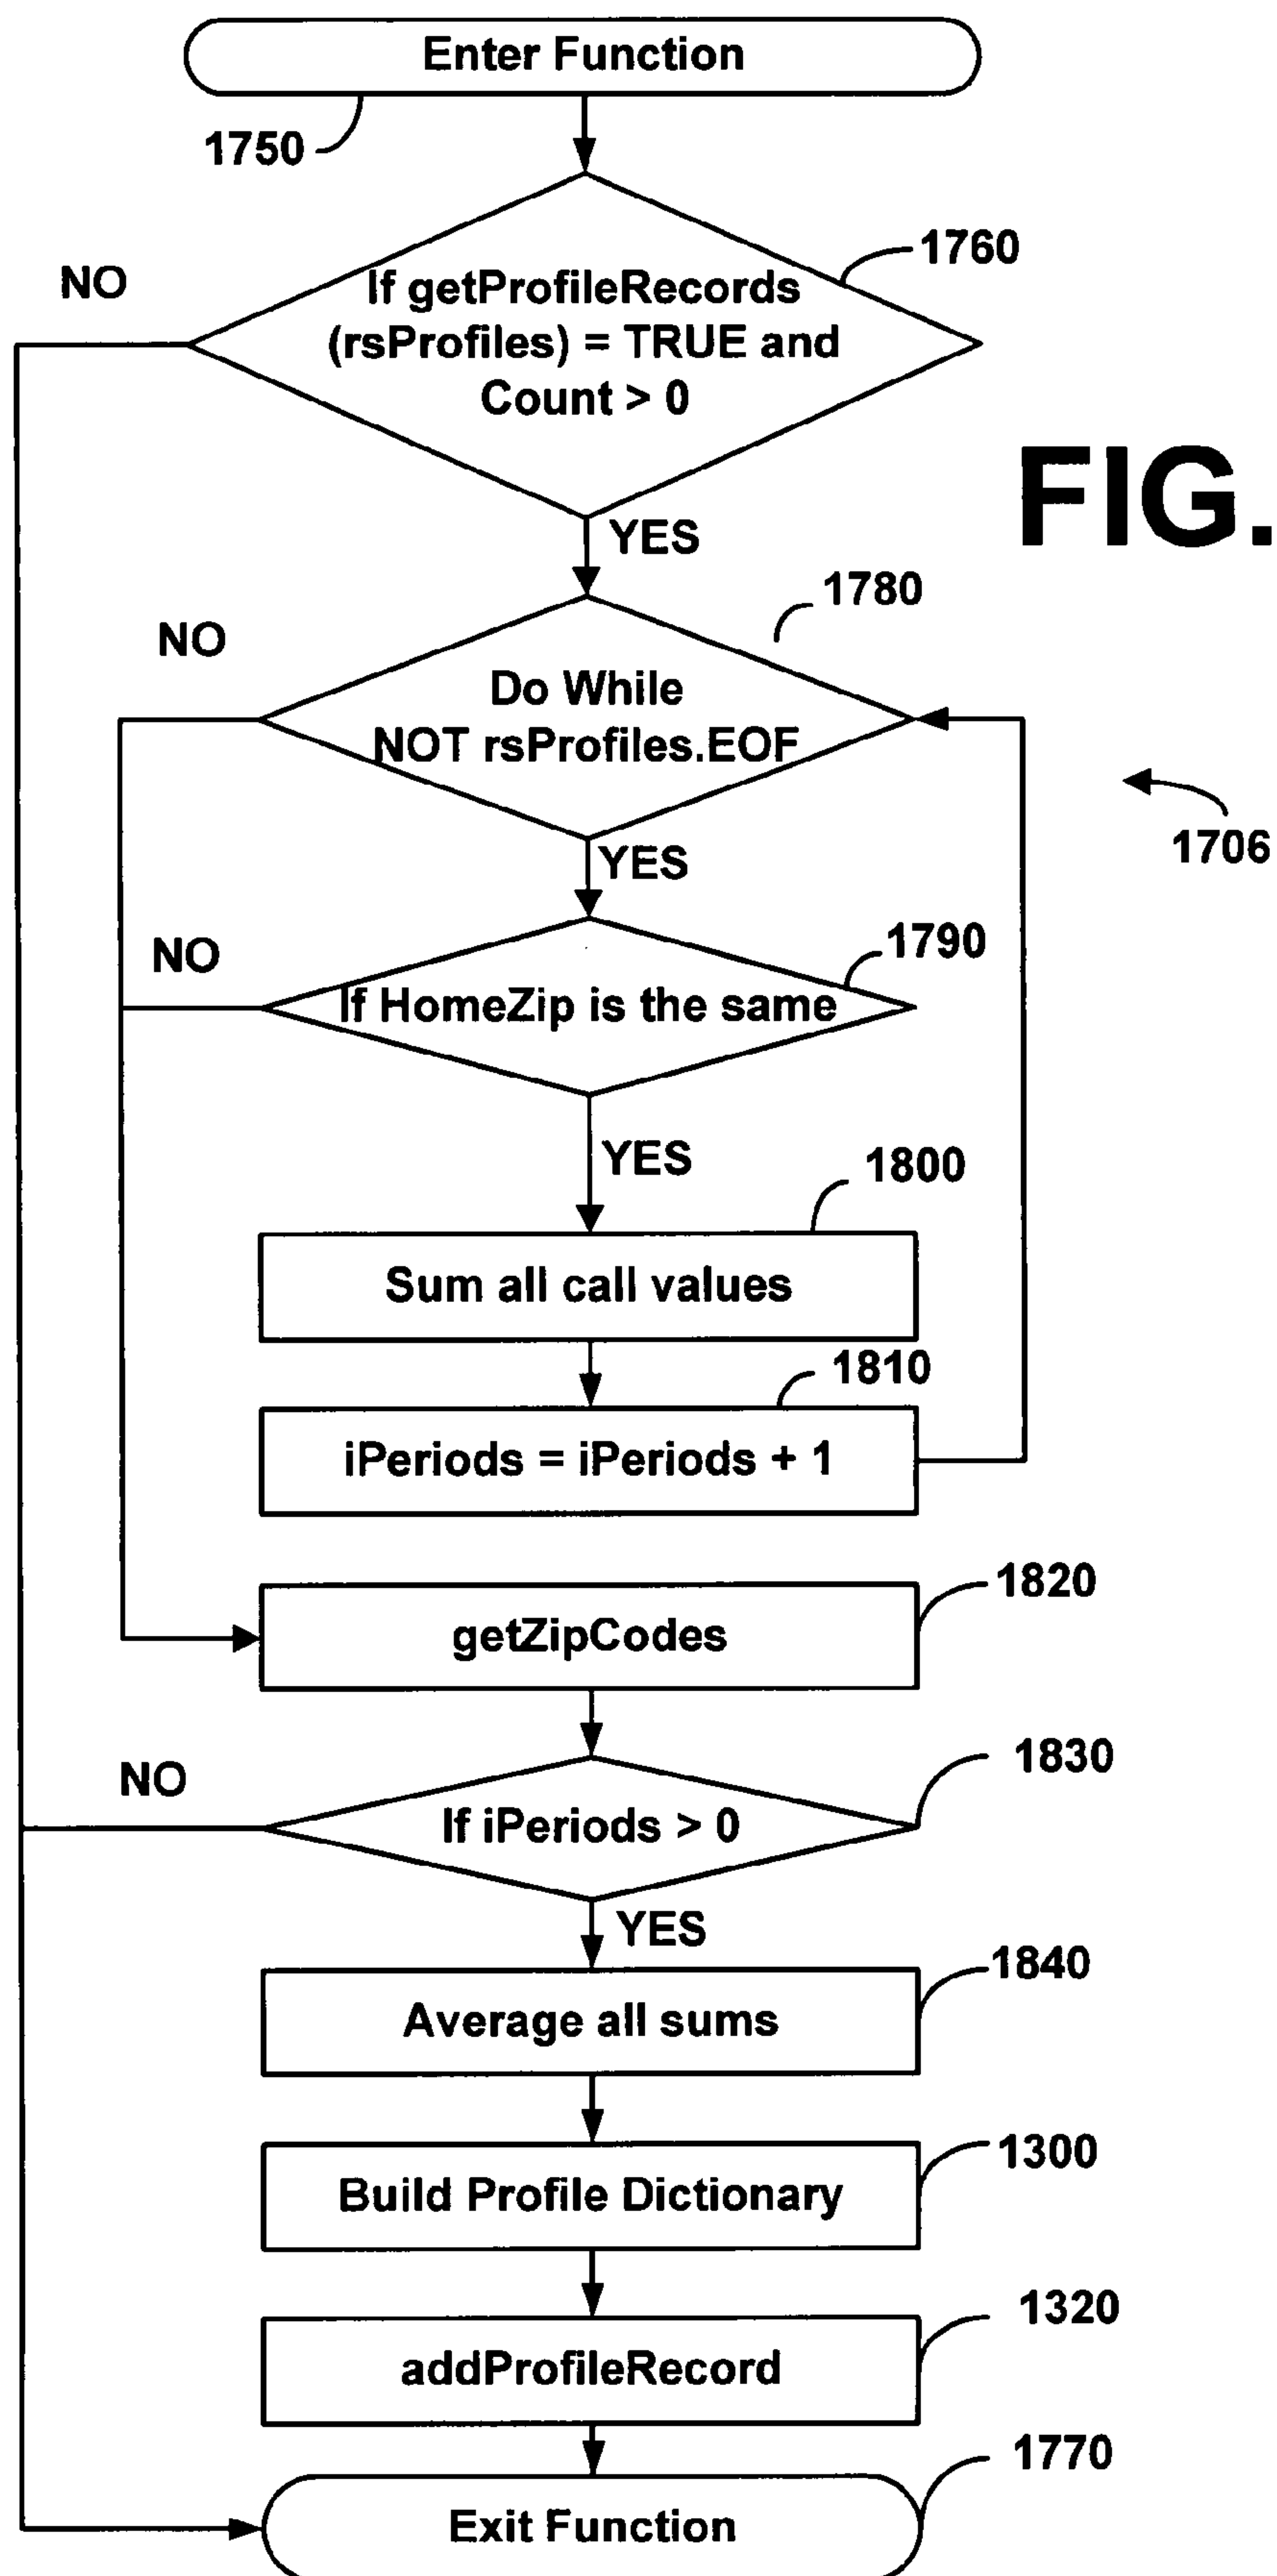 Enter Function
1750
1760
NO
If getProfileRecords
(rsProfiles) = TRUE and
Count > 0
FIG.
YES
1780
NO
Do While
NOT rsProfiles.EOF
1706
YES
1790
NO
If HomeZip is the same
YES
1800
Sum all call values
1810
iPeriods = iPeriods + 1
1820
getZipCodes
1830
NO
If iPeriods > 0
YES
1840
Average all sums
1300
Build Profile Dictionary
1320
addProfileRecord
1770
Exit Function